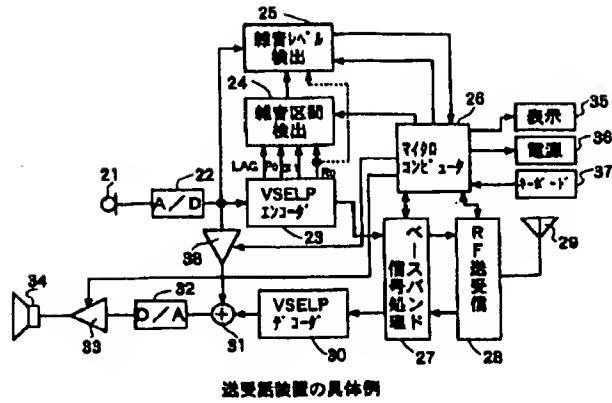 25
雑音レベル
検出
24
雑音区間
検出
26
マイクロ
コンピュータ
35
表示
36
電源
37
キーボード
LAG
P0
R0
21
22
A/D
VSELP
エンコーダ
23
38
29
ベースバンド
信号処理
27
RF送受信
28
34
33
32
D/A
31
VSELP
デコーダ
30
送受話装置の具体例